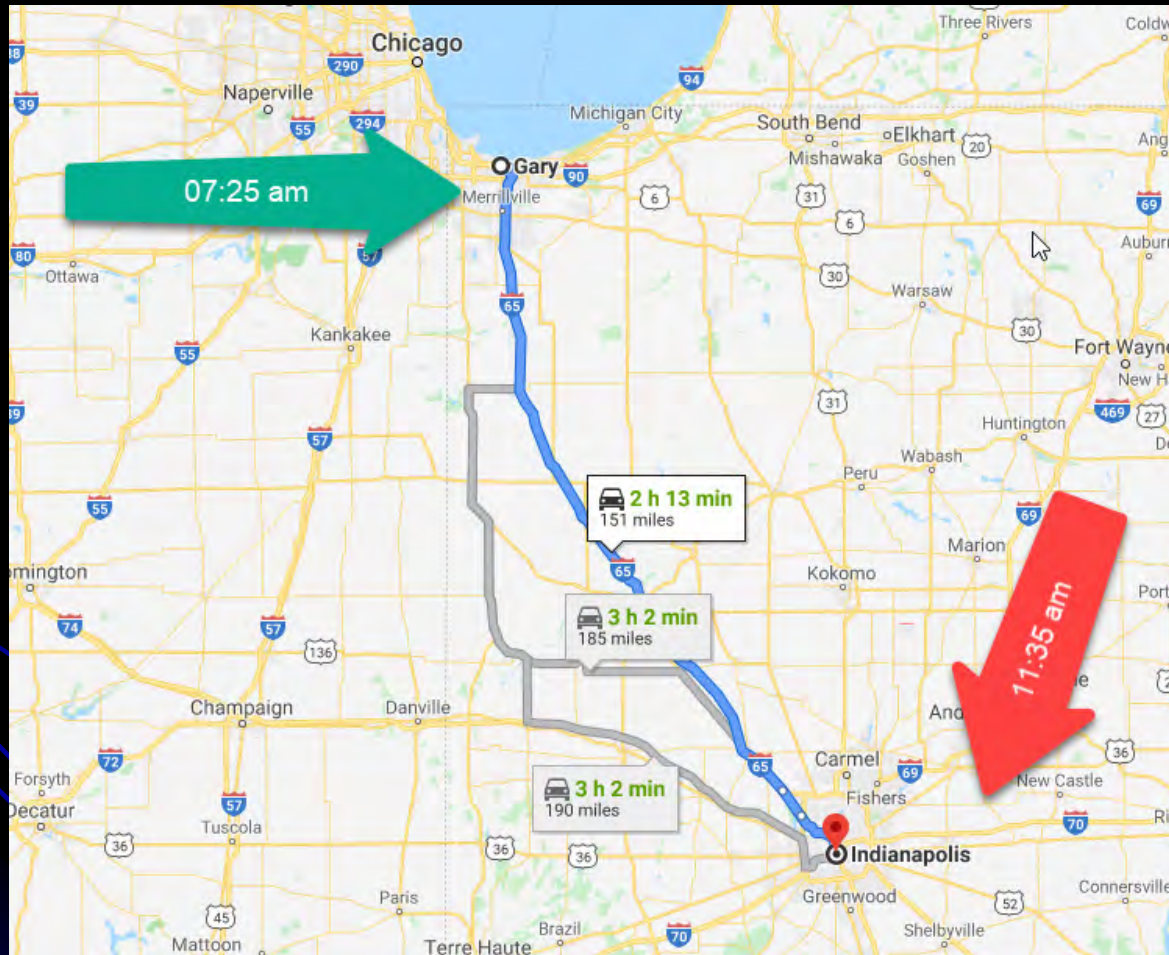 Three Rivers
Coldw
Chicago
88
290
94
Naperville
39
Michigan City
55
294
South Bend
Elkhart
20
Ang
Mishawaka
Goshen
Gary
90
07:25 am
Merrillville
6
31
69
6
80
57
Auburn
Ottawa
30
Warsaw
65
30
Kankakee
55
Fort Wayne
New H
31
469
27
57
Huntington
Wabash
Peru
2 h 13 min
151 miles
55
69
Marion
65
Kokomo
omington
11:35 am
Port
3 h 2 min
185 miles
74
57
136
Champaign
Danville
And
36
65
Carmel
69
72
3 h 2 min
190 miles
Fishers
New Castle
Forsyth
57
Decatur
70
Tuscola
36
36
36
Indianapolis
Greenwood
Connersville
Paris
52
45
Brazil
70
Shelbyville
Mattoon
Terre Haute